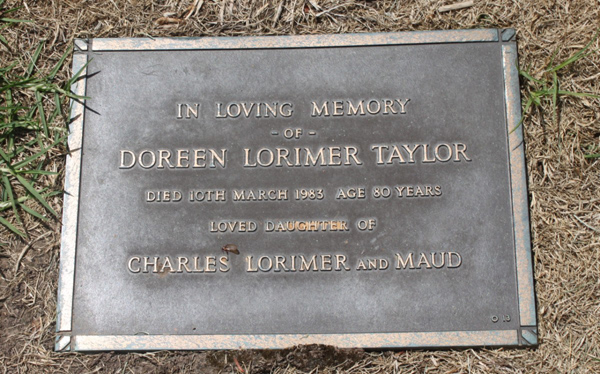 IN LOVING MEMORY
- OF -
DOREEN LORIMER TAYLOR
DIED 10TH MARCH 1983 AGE 80 YEARS
LOVED DAUGHTER OF
CHARLES LORIMER AND MAUD
O 13